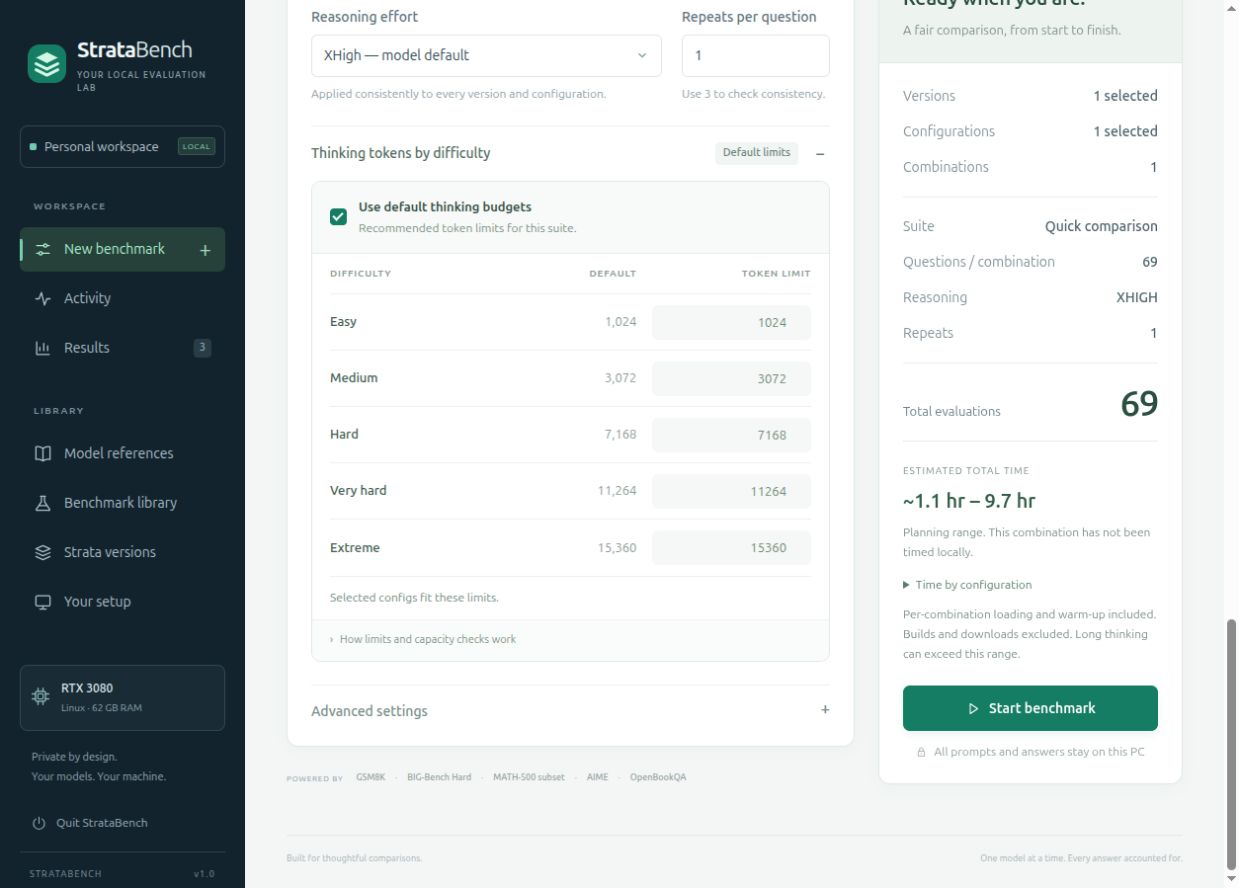 StrataBench
YOUR LOCAL EVALUATION
LAB
Personal workspace
LOCAL
WORKSPACE
New benchmark
+
Activity
Results
3
LIBRARY
Model references
Benchmark library
Strata versions
Your setup
RTX 3080
Linux · 62 GB RAM
Private by design.
Your models. Your machine.
Quit StrataBench
STRATABENCH
v1.0
Reasoning effort
Repeats per question
XHigh — model default
1
Applied consistently to every version and configuration.
Use 3 to check consistency.
Thinking tokens by difficulty
Default limits
−
Use default thinking budgets
Recommended token limits for this suite.
DIFFICULTY DEFAULT TOKEN LIMIT
Easy 1,024 1024
Medium 3,072 3072
Hard 7,168 7168
Very hard 11,264 11264
Extreme 15,360 15360
Selected configs fit these limits.
› How limits and capacity checks work
Advanced settings
+
POWERED BY GSM8K · BIG-Bench Hard · MATH-500 subset · AIME · OpenBookQA
Ready when you are.
A fair comparison, from start to finish.
Versions 1 selected
Configurations 1 selected
Combinations 1
Suite Quick comparison
Questions / combination 69
Reasoning XHIGH
Repeats 1
Total evaluations 69
ESTIMATED TOTAL TIME
~1.1 hr – 9.7 hr
Planning range. This combination has not been
timed locally.
Time by configuration
Per-combination loading and warm-up included.
Builds and downloads excluded. Long thinking
can exceed this range.
Start benchmark
All prompts and answers stay on this PC
Built for thoughtful comparisons.
One model at a time. Every answer accounted for.